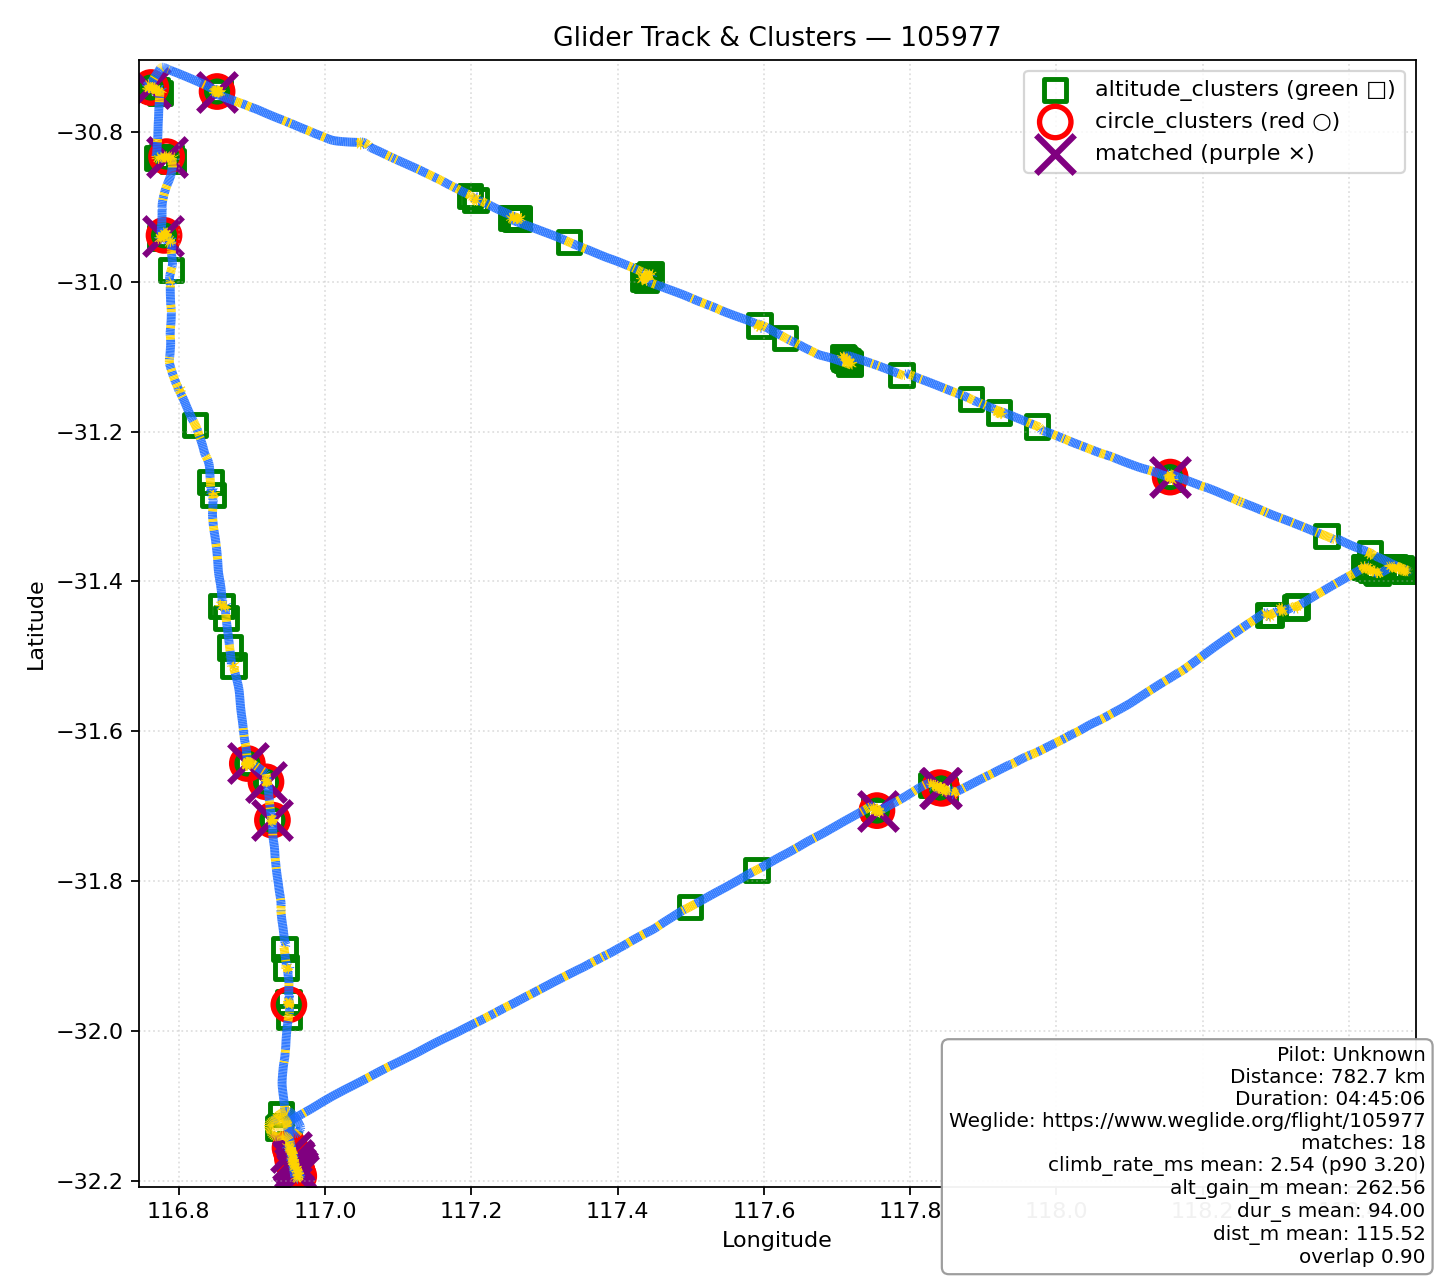 Glider Track & Clusters — 105977
altitude_clusters (green □)
circle_clusters (red ○)
matched (purple ×)
Latitude
−30.8
−31.0
−31.2
−31.4
−31.6
−31.8
−32.0
−32.2
116.8 117.0 117.2 117.4 117.6 117.8 118.0 118.2
Longitude
Pilot: Unknown
Distance: 782.7 km
Duration: 04:45:06
Weglide: https://www.weglide.org/flight/105977
matches: 18
climb_rate_ms mean: 2.54 (p90 3.20)
alt_gain_m mean: 262.56
dur_s mean: 94.00
dist_m mean: 115.52
overlap 0.90